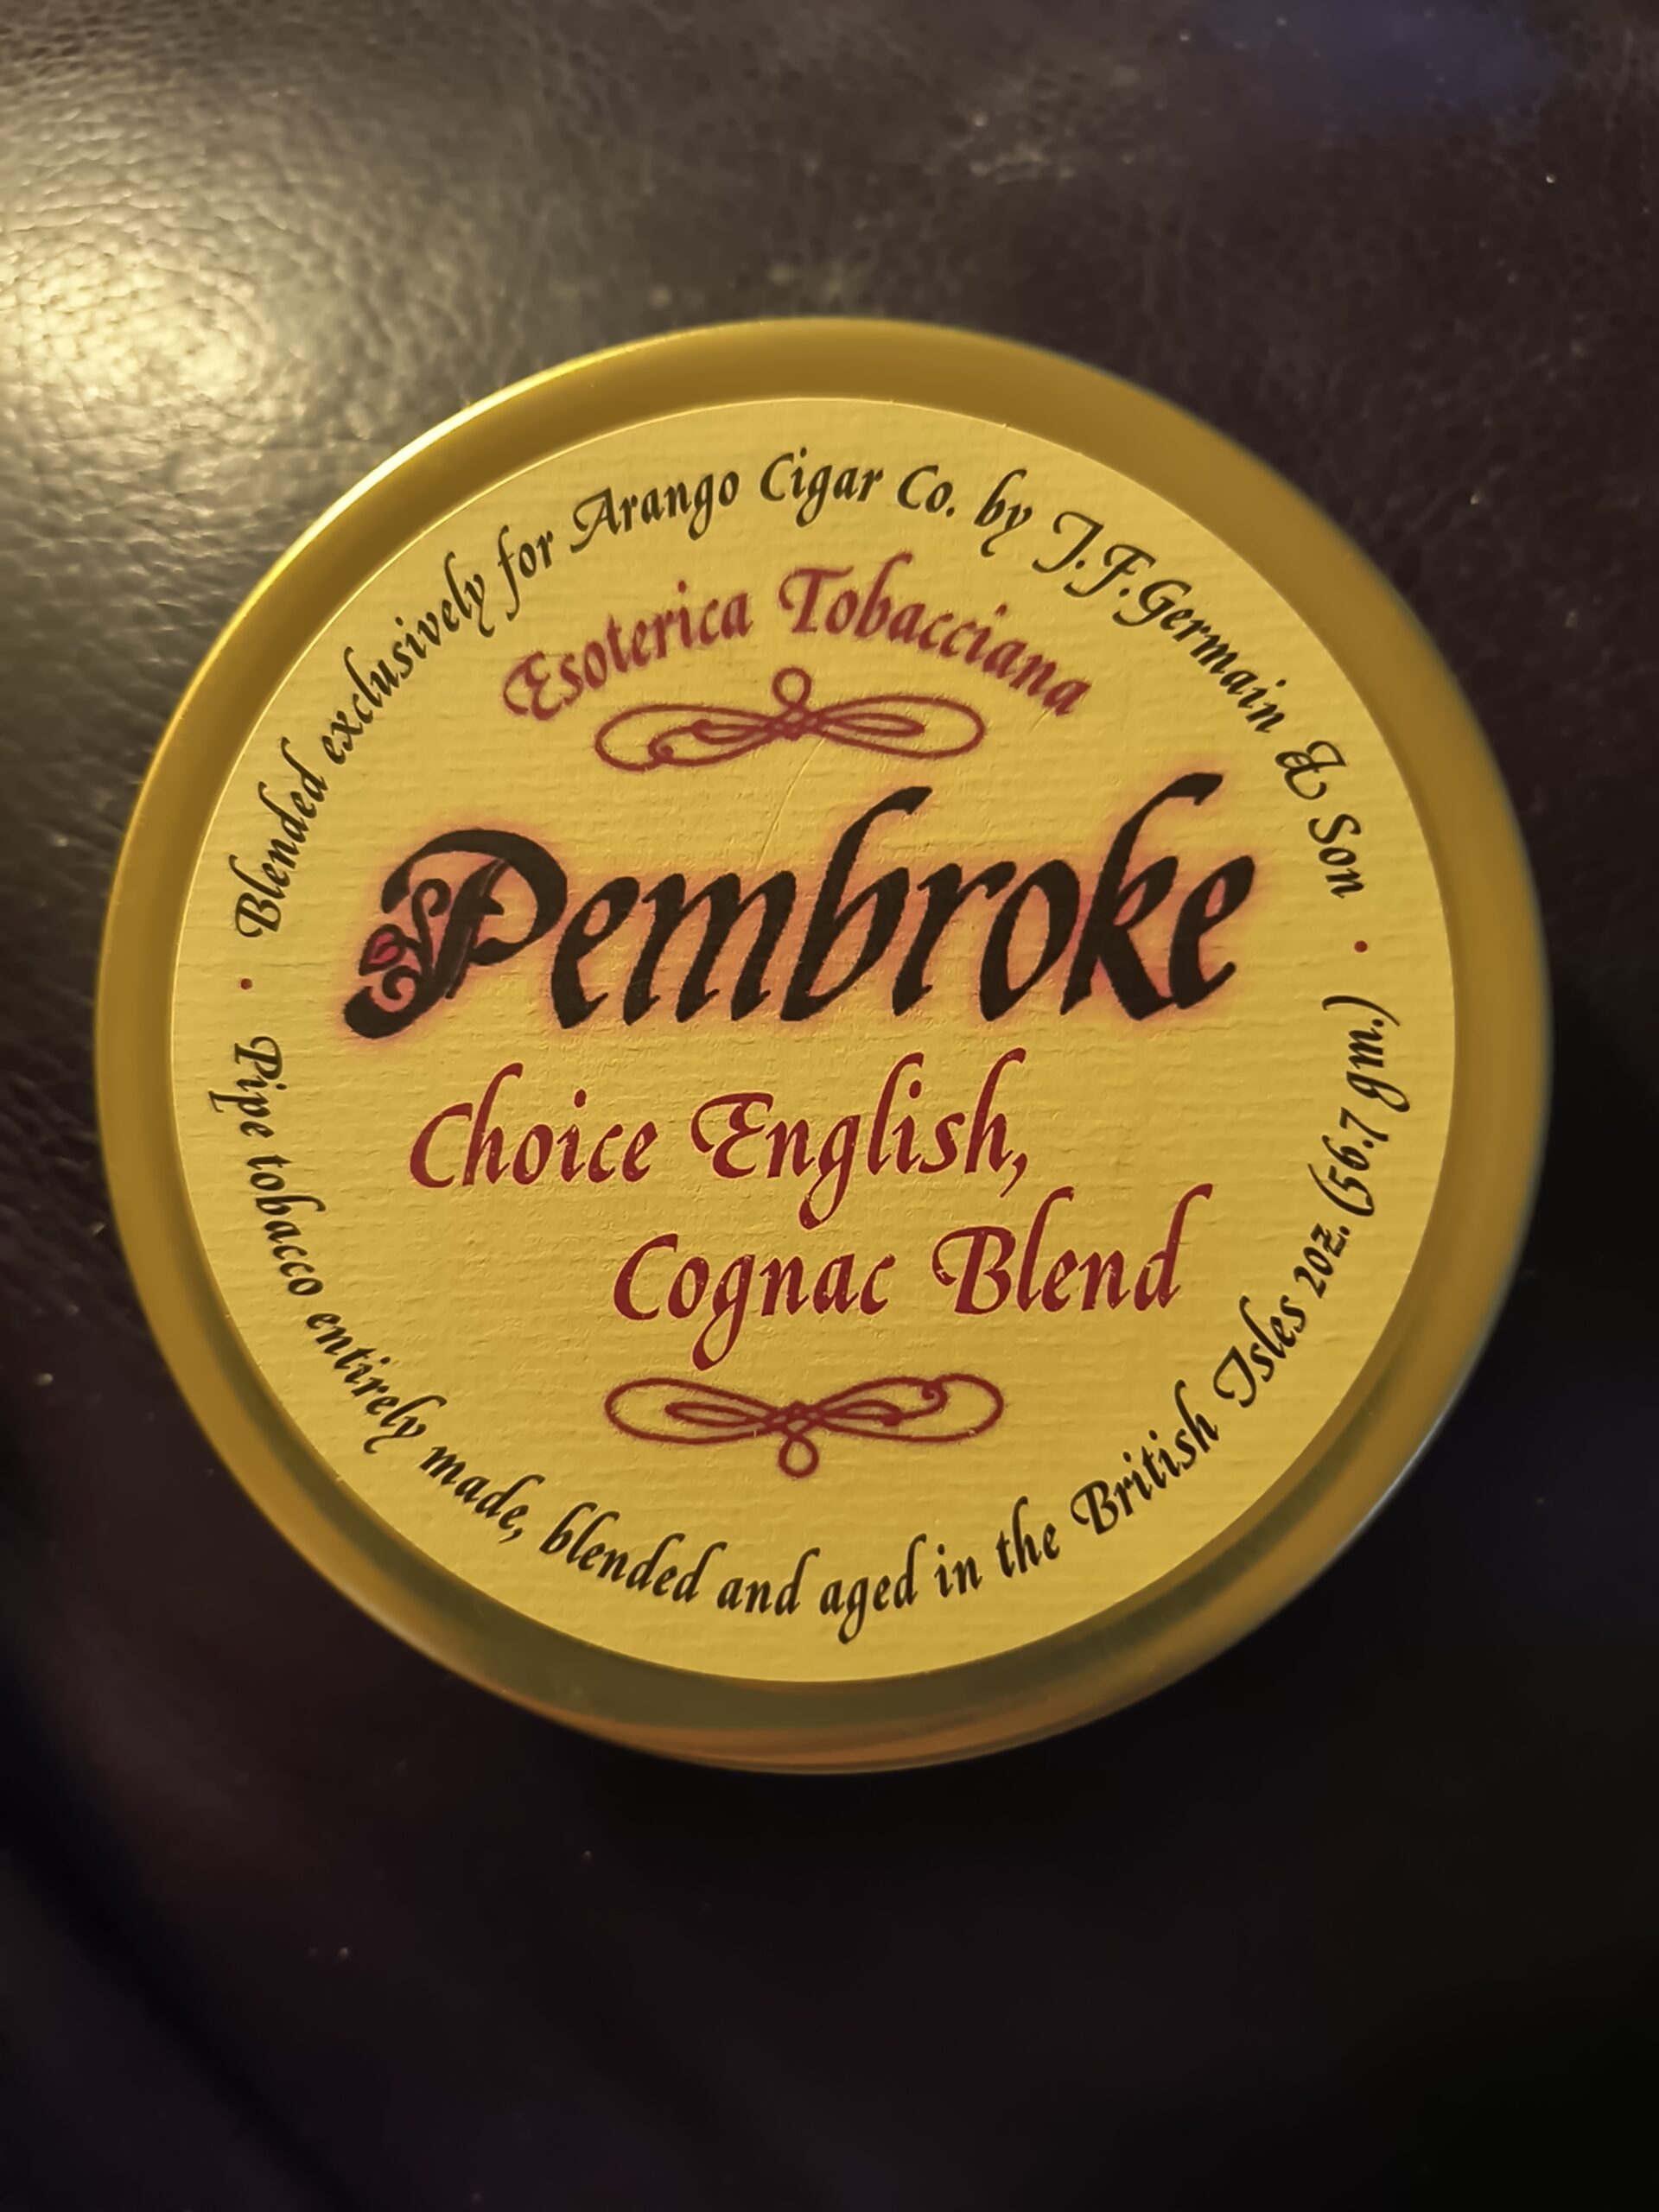 Blended exclusively for Arango Cigar Co. by J.F.Germain & Son
Esoterica Tobacciana
Pembroke
Choice English,
Cognac Blend
Pipe tobacco entirely made, blended and aged in the British Isles 2oz. (56.7 gm.)